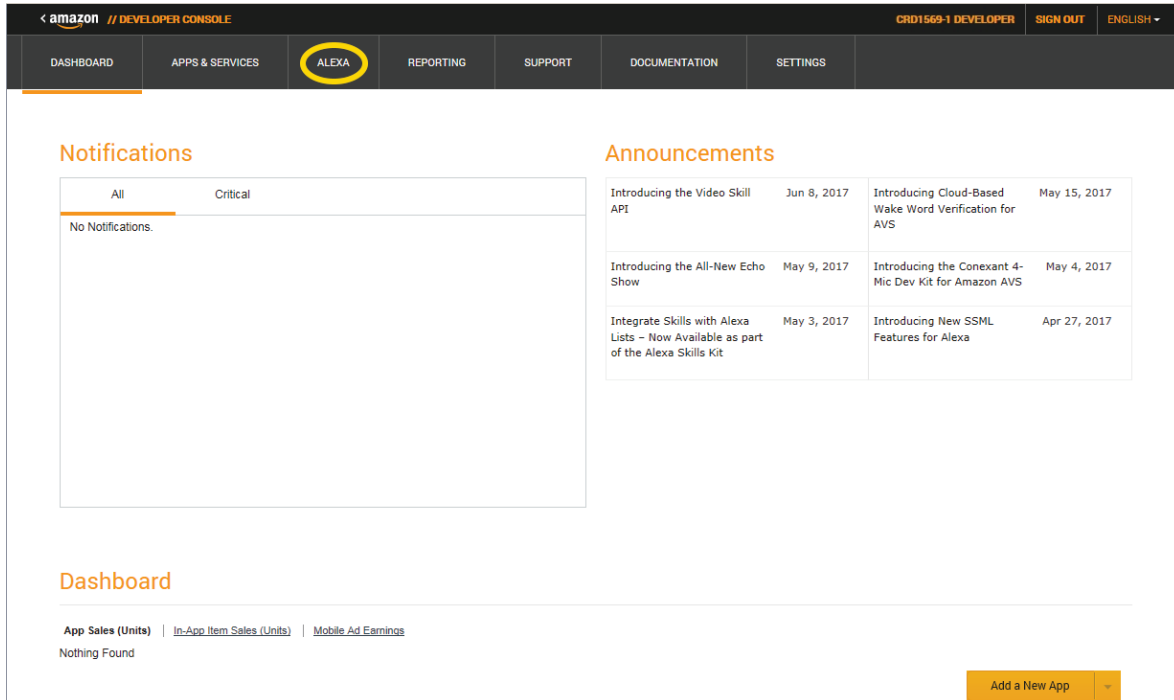 < amazon // DEVELOPER CONSOLE CRD1569-1 DEVELOPER SIGN OUT ENGLISH
DASHBOARD APPS & SERVICES ALEXA REPORTING SUPPORT DOCUMENTATION SETTINGS
Notifications
All Critical
No Notifications.
Announcements
Introducing the Video Skill Jun 8, 2017
API
Introducing Cloud-Based May 15, 2017
Wake Word Verification for
AVS
Introducing the All-New Echo May 9, 2017
Show
Introducing the Conexant 4- May 4, 2017
Mic Dev Kit for Amazon AVS
Integrate Skills with Alexa May 3, 2017
Lists – Now Available as part
of the Alexa Skills Kit
Introducing New SSML Apr 27, 2017
Features for Alexa
Dashboard
App Sales (Units) | In-App Item Sales (Units) | Mobile Ad Earnings
Nothing Found
Add a New App